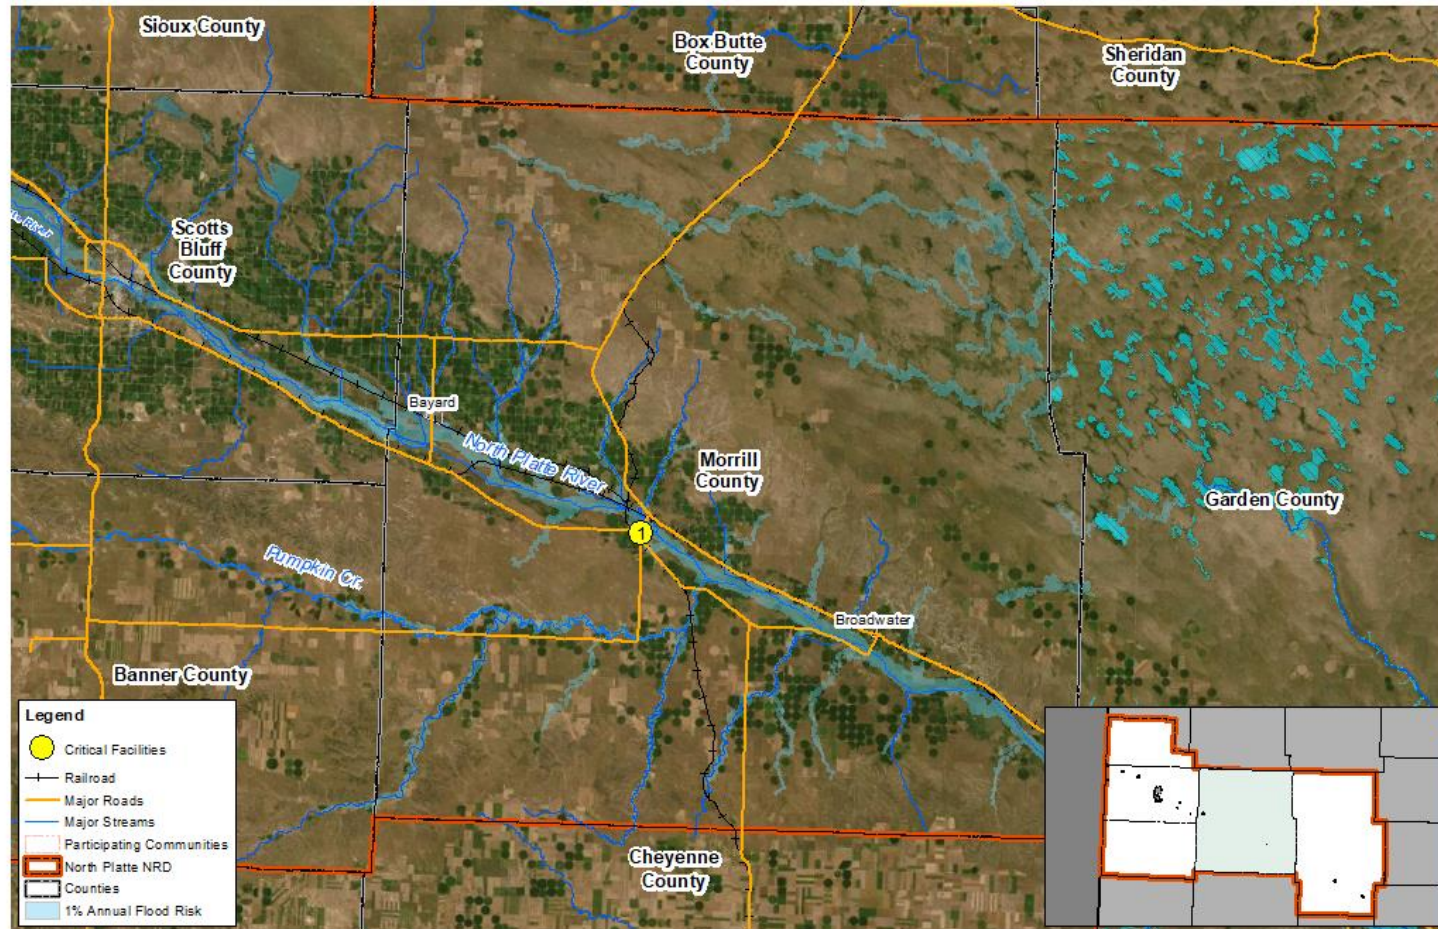 Sioux County
Box Butte
County
Sheridan
County
River
Scotts
Bluff
County
Bayard
North Platte River
Morrill
County
Garden County
1
Pumpkin Cr.
Broadwater
Banner County
Cheyenne
County
Legend
Critical Facilities
Railroad
Major Roads
Major Streams
Participating Communities
North Platte NRD
Counties
1% Annual Flood Risk